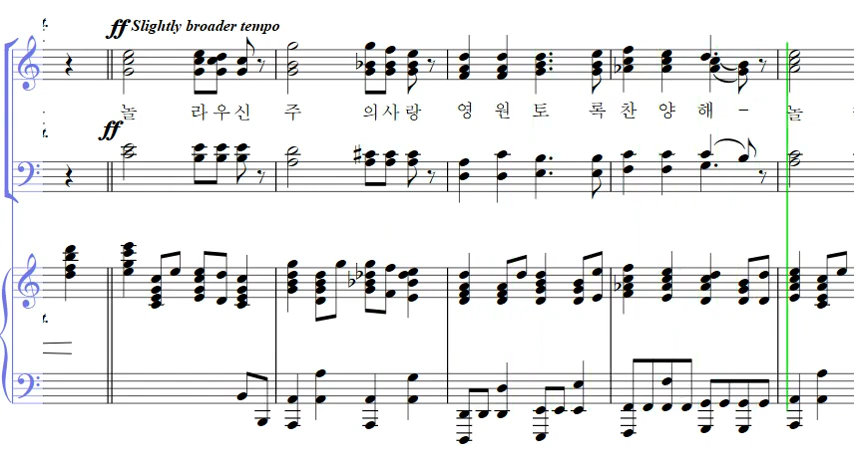 ff Slightly broader tempo
놀 라우신 주 의사랑 영 원 토 록 찬 양 해 - 놀
ff